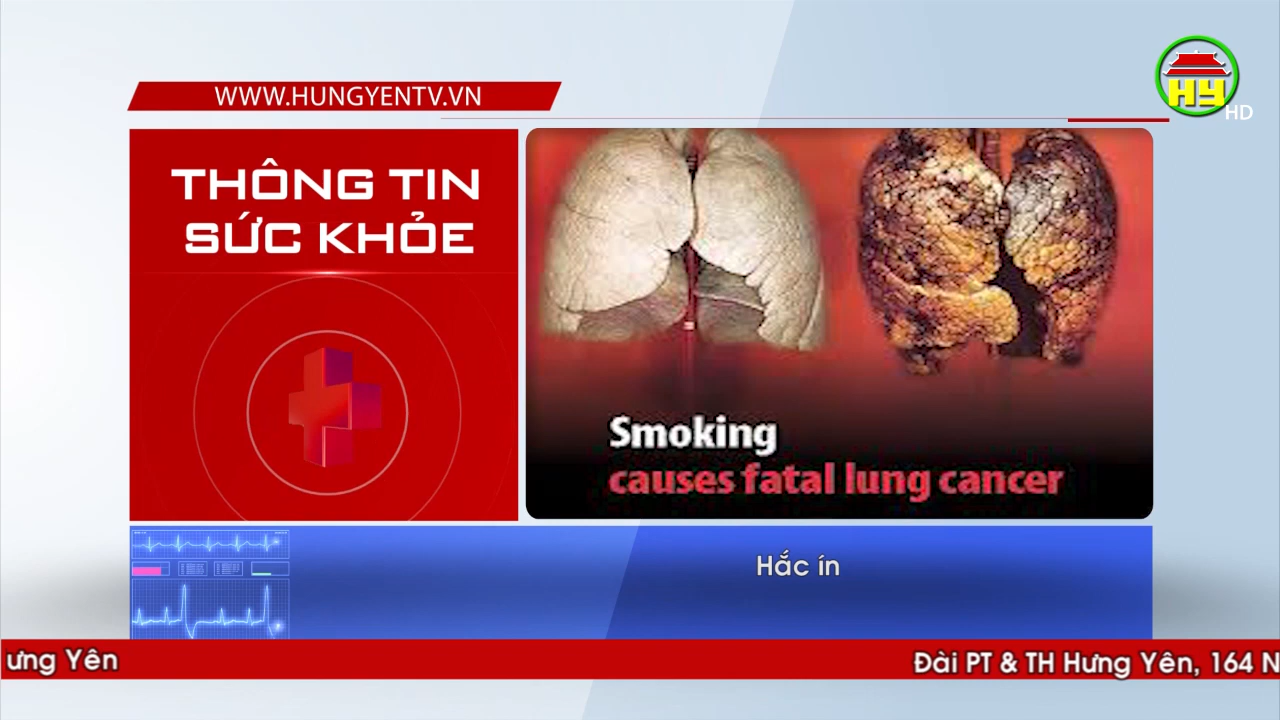 WWW.HUNGYENTV.VN
HY
HD
THÔNG TIN
SỨC KHỎE
Smoking
causes fatal lung cancer
Hắc ín
ưng Yên
Đài PT & TH Hưng Yên, 164 N